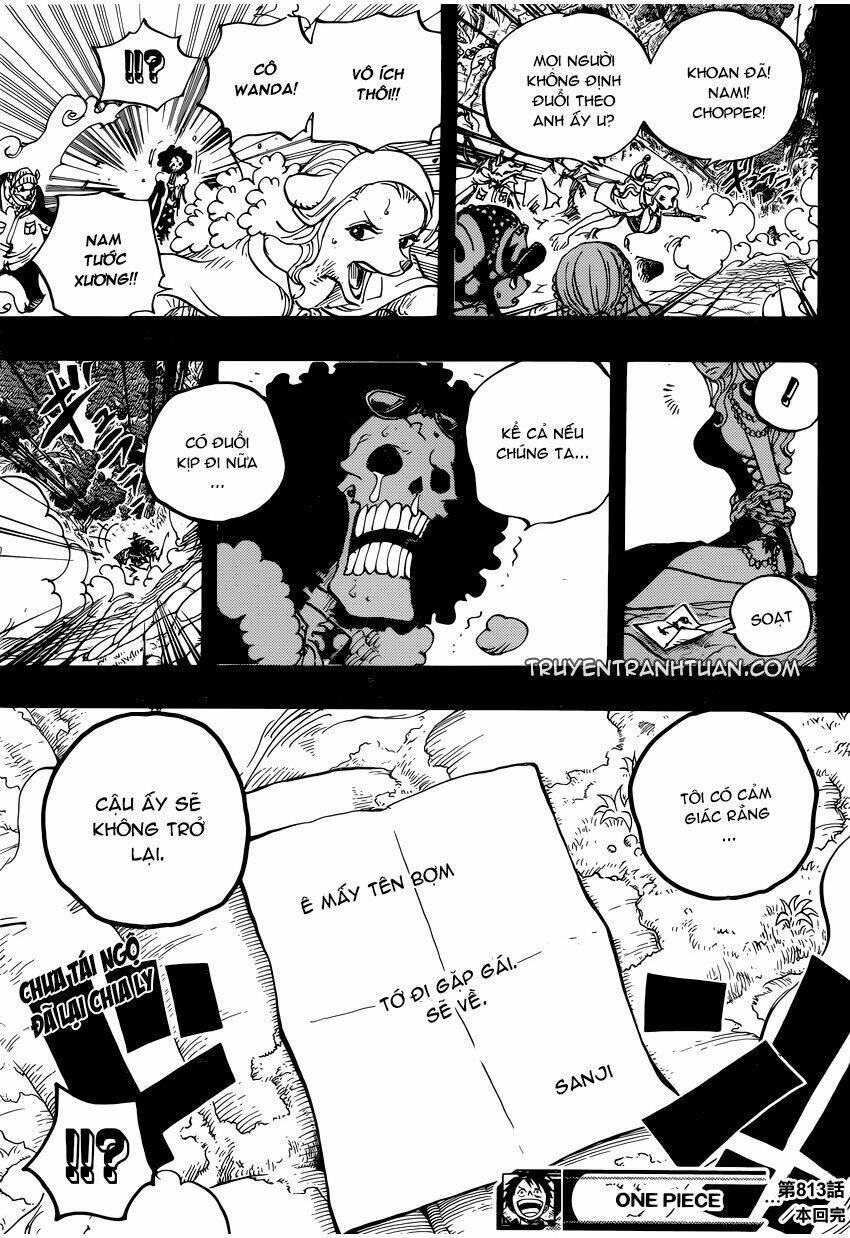 KHOAN ĐÃ!
NAMI!
CHOPPER!
MỌI NGƯỜI
KHÔNG ĐỊNH
ĐUỔI THEO
ANH ẤY Ư?
VÔ ÍCH
THÔI!!
CÔ
WANDA!
!!?
NAM
TƯỚC
XƯƠNG!!
!
SOẠT
KỂ CẢ NẾU
CHÚNG TA...
CÓ ĐUỔI
KỊP ĐI NỮA
...
TRUYENTRANHTUAN.COM
TÔI CÓ CẢM
GIÁC RẰNG
...
CẬU ẤY SẼ
KHÔNG TRỞ
LẠI.
Ê MẤY TÊN BỢM
TỚ ĐI GẶP GÁI.
SẼ VỀ.
SANJI
CHƯA TÁI NGỘ
ĐÃ LẠI CHIA LY
!!?
ONE PIECE
... 第813話
／本回完